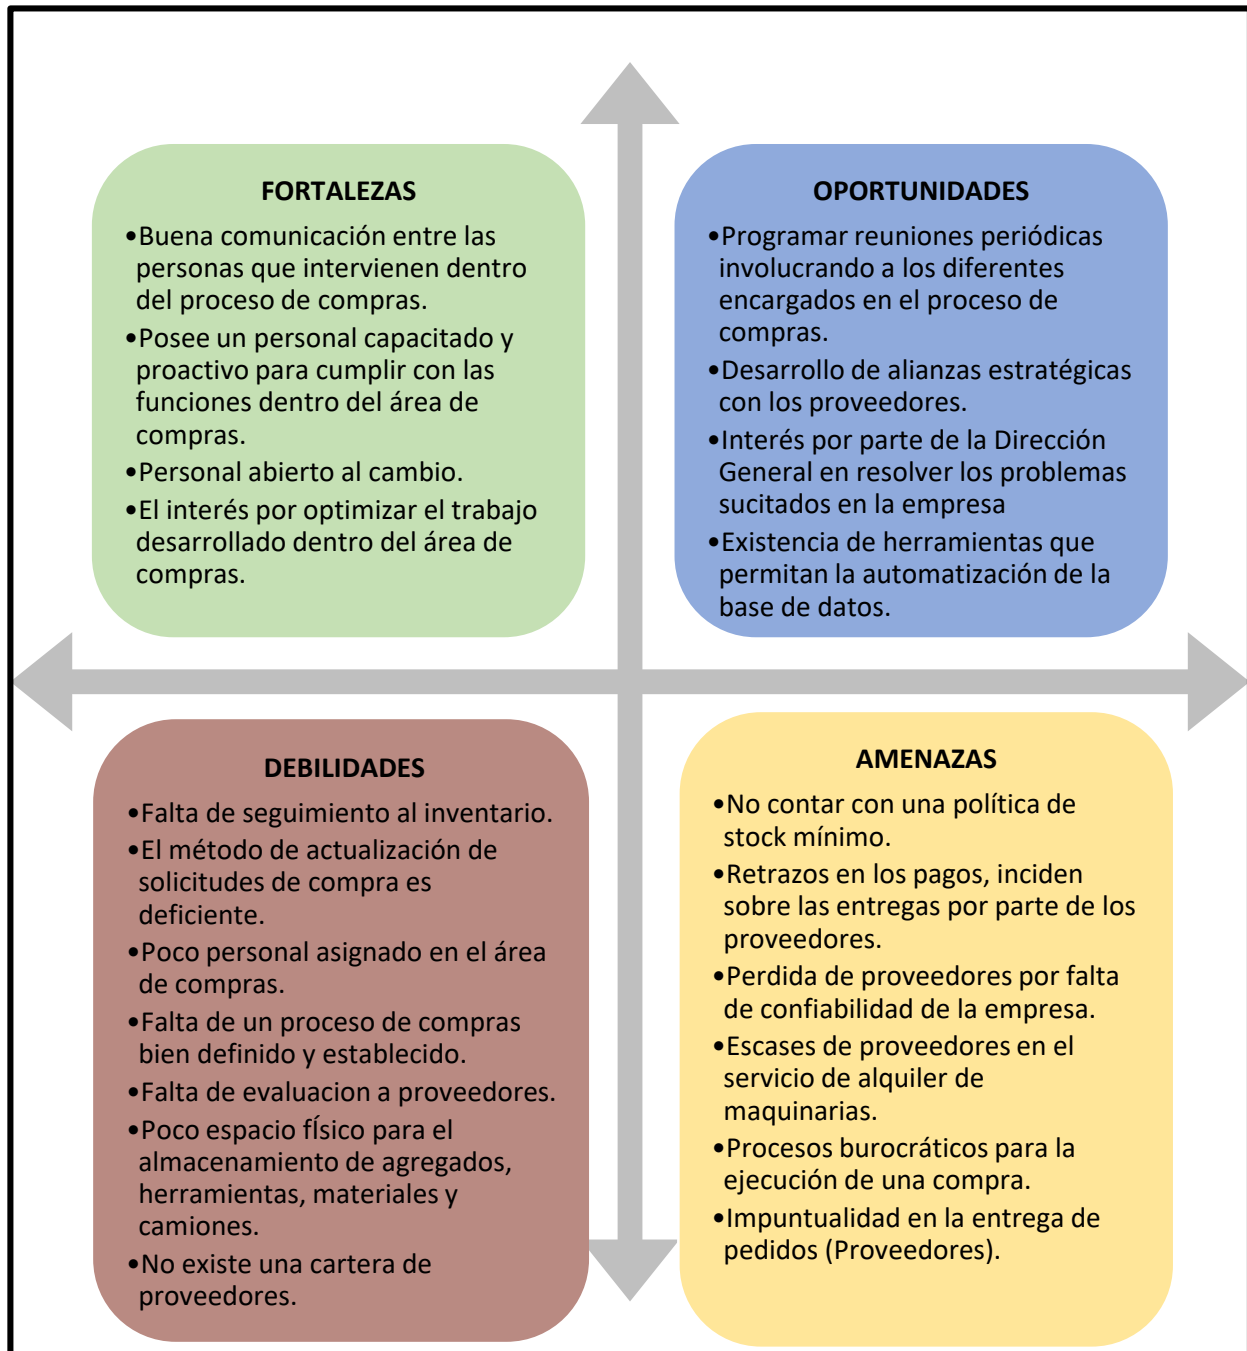 FORTALEZAS
•Buena comunicación entre las
personas que intervienen dentro
del proceso de compras.
•Posee un personal capacitado y
proactivo para cumplir con las
funciones dentro del área de
compras.
•Personal abierto al cambio.
•El interés por optimizar el trabajo
desarrollado dentro del área de
compras.
OPORTUNIDADES
•Programar reuniones periódicas
involucrando a los diferentes
encargados en el proceso de
compras.
•Desarrollo de alianzas estratégicas
con los proveedores.
•Interés por parte de la Dirección
General en resolver los problemas
sucitados en la empresa
•Existencia de herramientas que
permitan la automatización de la
base de datos.
DEBILIDADES
•Falta de seguimiento al inventario.
•El método de actualización de
solicitudes de compra es
deficiente.
•Poco personal asignado en el área
de compras.
•Falta de un proceso de compras
bien definido y establecido.
•Falta de evaluacion a proveedores.
•Poco espacio fÍsico para el
almacenamiento de agregados,
herramientas, materiales y
camiones.
•No existe una cartera de
proveedores.
AMENAZAS
•No contar con una política de
stock mínimo.
•Retrazos en los pagos, inciden
sobre las entregas por parte de los
proveedores.
•Perdida de proveedores por falta
de confiabilidad de la empresa.
•Escases de proveedores en el
servicio de alquiler de
maquinarias.
•Procesos burocráticos para la
ejecución de una compra.
•Impuntualidad en la entrega de
pedidos (Proveedores).